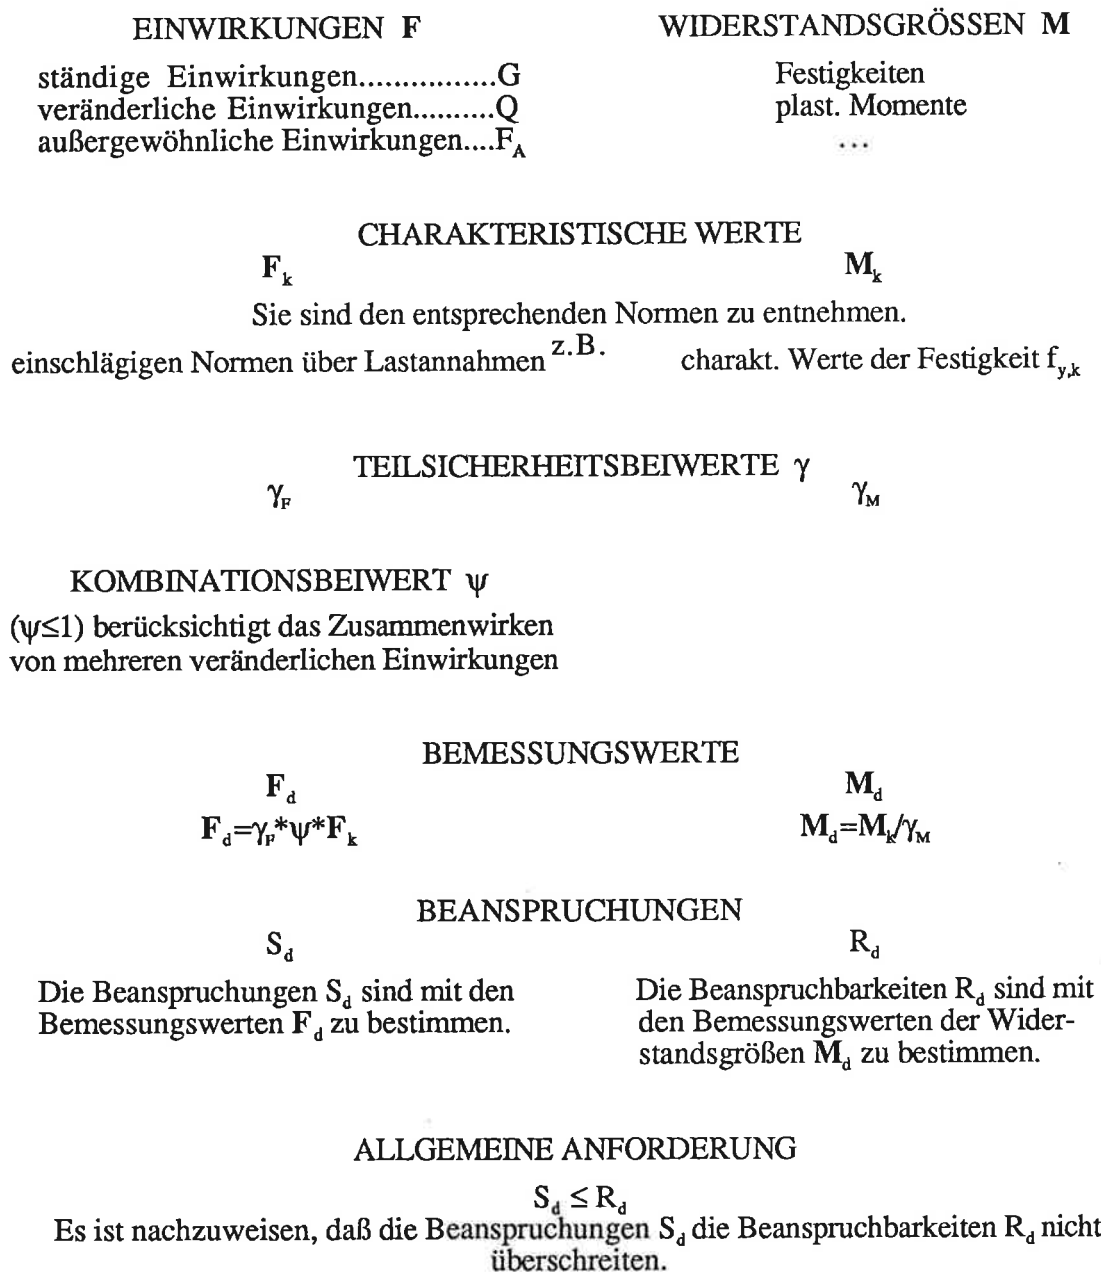 EINWIRKUNGEN F
WIDERSTANDSGRÖSSEN M
ständige Einwirkungen................G
veränderliche Einwirkungen..........Q
außergewöhnliche Einwirkungen....F_A
Festigkeiten
plast. Momente
...
CHARAKTERISTISCHE WERTE
F_k
M_k
Sie sind den entsprechenden Normen zu entnehmen.
einschlägigen Normen über Lastannahmen z.B. charakt. Werte der Festigkeit f_y,k
TEILSICHERHEITSBEIWERTE γ
γ_F
γ_M
KOMBINATIONSBEIWERT ψ
(ψ≤1) berücksichtigt das Zusammenwirken
von mehreren veränderlichen Einwirkungen
BEMESSUNGSWERTE
F_d
M_d
F_d=γ_F*ψ*F_k
M_d=M_k/γ_M
BEANSPRUCHUNGEN
S_d
R_d
Die Beanspruchungen S_d sind mit den
Bemessungswerten F_d zu bestimmen.
Die Beanspruchbarkeiten R_d sind mit
den Bemessungswerten der Wider-
standsgrößen M_d zu bestimmen.
ALLGEMEINE ANFORDERUNG
S_d ≤ R_d
Es ist nachzuweisen, daß die Beanspruchungen S_d die Beanspruchbarkeiten R_d nicht
überschreiten.